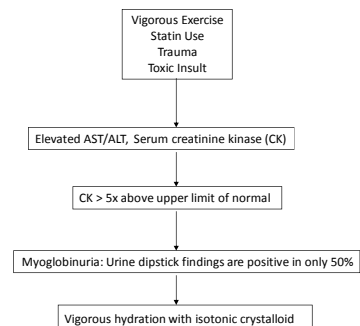 Vigorous Exercise
Statin Use
Trauma
Toxic Insult
Elevated AST/ALT, Serum creatinine kinase (CK)
CK > 5x above upper limit of normal
Myoglobinuria: Urine dipstick findings are positive in only 50%
Vigorous hydration with isotonic crystalloid